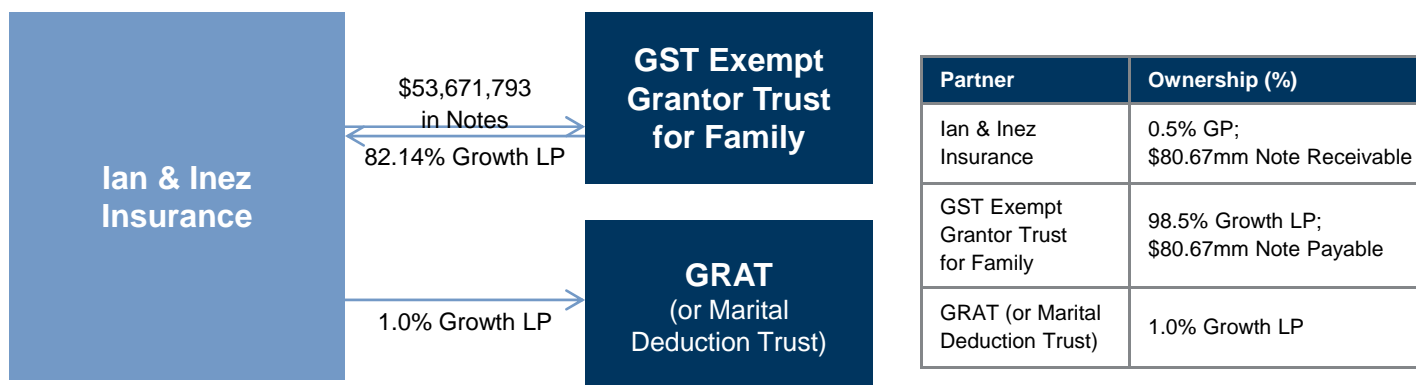 Ian & Inez
Insurance
$53,671,793
in Notes
82.14% Growth LP
1.0% Growth LP
GST Exempt
Grantor Trust
for Family
GRAT
(or Marital
Deduction Trust)
Partner
Ownership (%)
Ian & Inez
Insurance
0.5% GP;
$80.67mm Note Receivable
GST Exempt
Grantor Trust
for Family
98.5% Growth LP;
$80.67mm Note Payable
GRAT (or Marital
Deduction Trust)
1.0% Growth LP